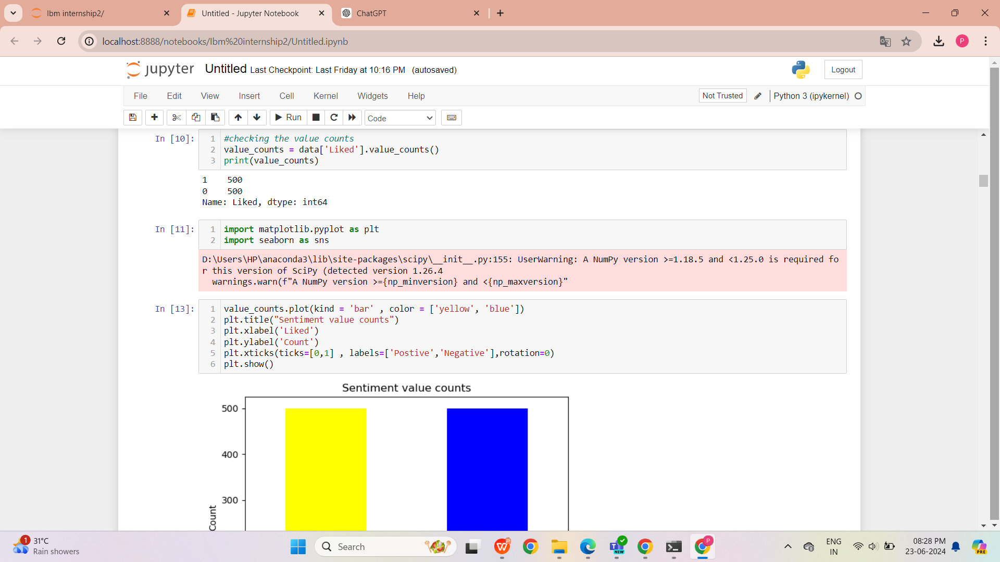 Ibm internship2/
Untitled - Jupyter Notebook
ChatGPT
localhost:8888/notebooks/Ibm%20internship2/Untitled.ipynb
P
jupyter Untitled Last Checkpoint: Last Friday at 10:16 PM (autosaved)
Logout
File Edit View Insert Cell Kernel Widgets Help
Not Trusted
Python 3 (ipykernel)
Run
Code
In [10]:
1 #checking the value counts
2 value_counts = data['Liked'].value_counts()
3 print(value_counts)
1    500
0    500
Name: Liked, dtype: int64
In [11]:
1 import matplotlib.pyplot as plt
2 import seaborn as sns
D:\Users\HP\anaconda3\lib\site-packages\scipy\__init__.py:155: UserWarning: A NumPy version >=1.18.5 and <1.25.0 is required fo
r this version of SciPy (detected version 1.26.4
  warnings.warn(f"A NumPy version >={np_minversion} and <{np_maxversion}"
In [13]:
1 value_counts.plot(kind = 'bar' , color = ['yellow', 'blue'])
2 plt.title("Sentiment value counts")
3 plt.xlabel('Liked')
4 plt.ylabel('Count')
5 plt.xticks(ticks=[0,1] , labels=['Postive','Negative'],rotation=0)
6 plt.show()
Sentiment value counts
500
400
300
Count
1
31°C
Rain showers
Search
NEW
P
ENG
IN
08:28 PM
23-06-2024
PRE